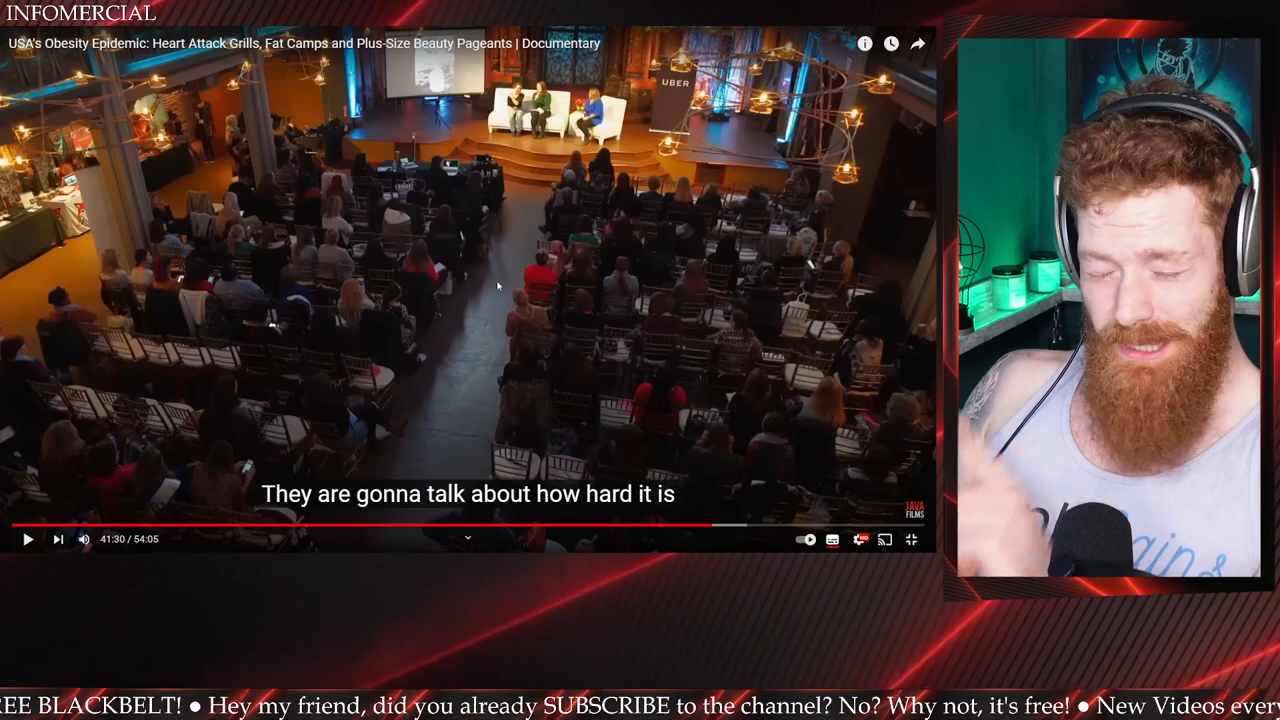 INFOMERCIAL
USA's Obesity Epidemic: Heart Attack Grills, Fat Camps and Plus-Size Beauty Pageants | Documentary
UBER
They are gonna talk about how hard it is
JAVA
FILMS
41:30 / 54:05
HD
REE BLACKBELT! ● Hey my friend, did you already SUBSCRIBE to the channel? No? Why not, it's free! ● New Videos every